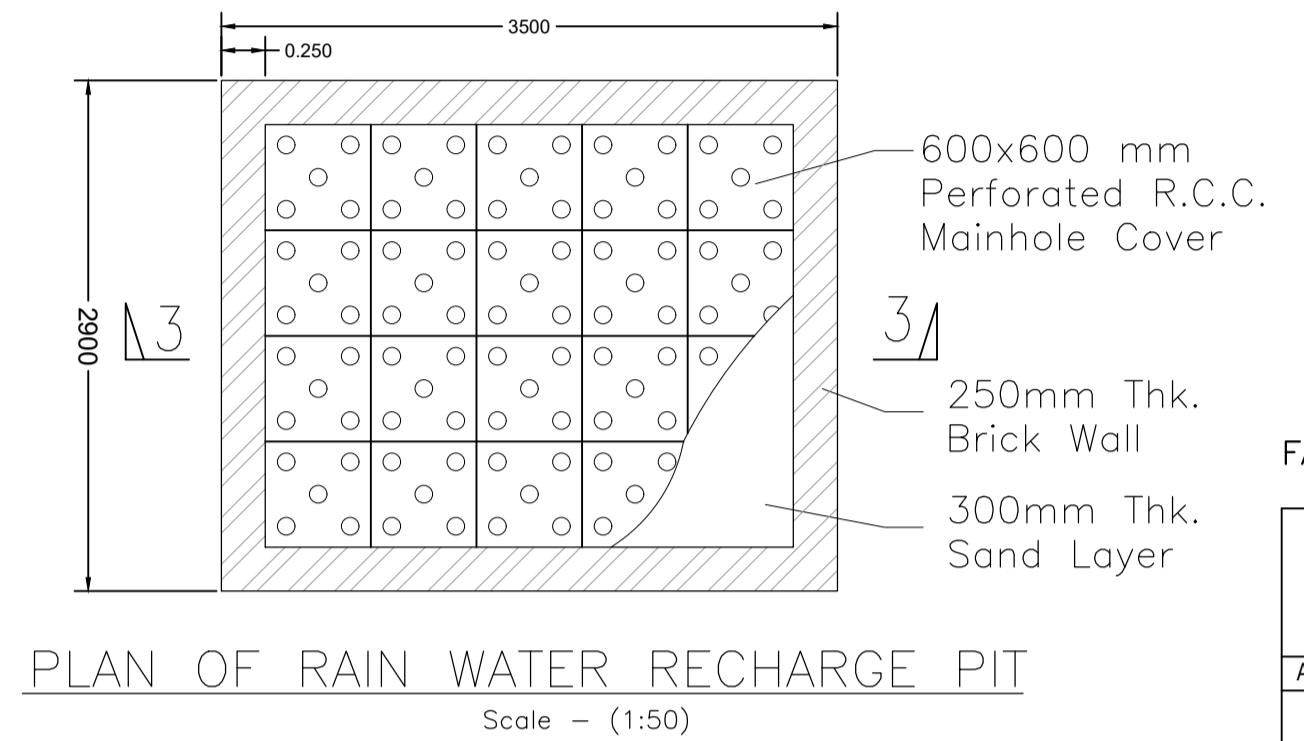 3500
0.250
600x600 mm
Perforated R.C.C.
Mainhole Cover
2900
3
3
250mm Thk.
Brick Wall
300mm Thk.
Sand Layer
PLAN OF RAIN WATER RECHARGE PIT
Scale - (1:50)